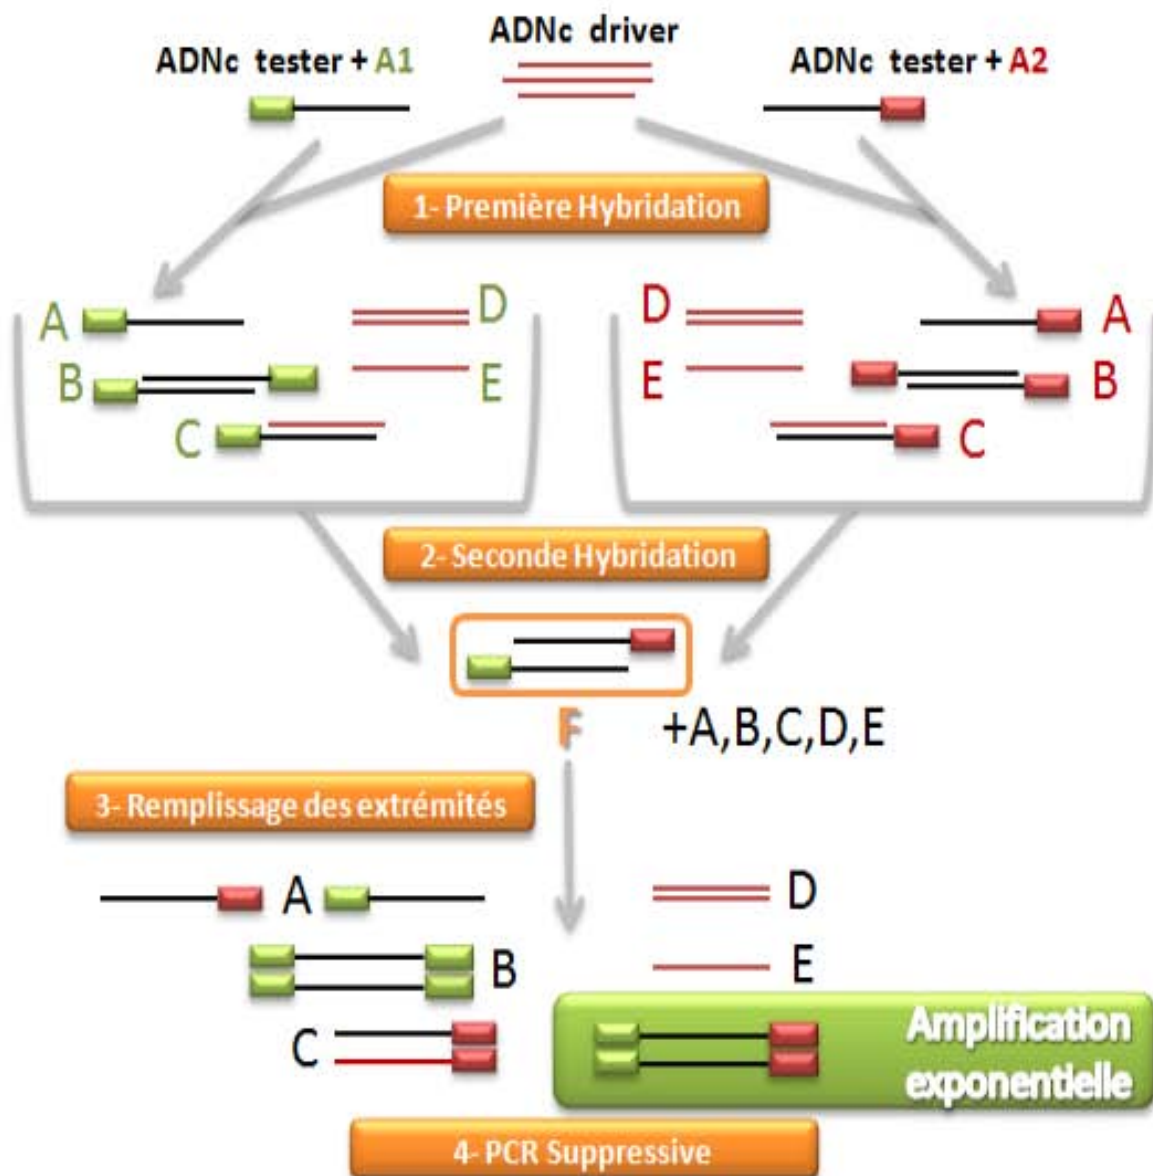 ADNc driver
ADNc tester + A1
ADNc tester + A2
1- Première Hybridation
A
D
B
E
C
D
A
E
B
C
2- Seconde Hybridation
F
+A,B,C,D,E
3- Remplissage des extrémités
A
D
B
E
C
Amplification
exponentielle
4- PCR Suppressive